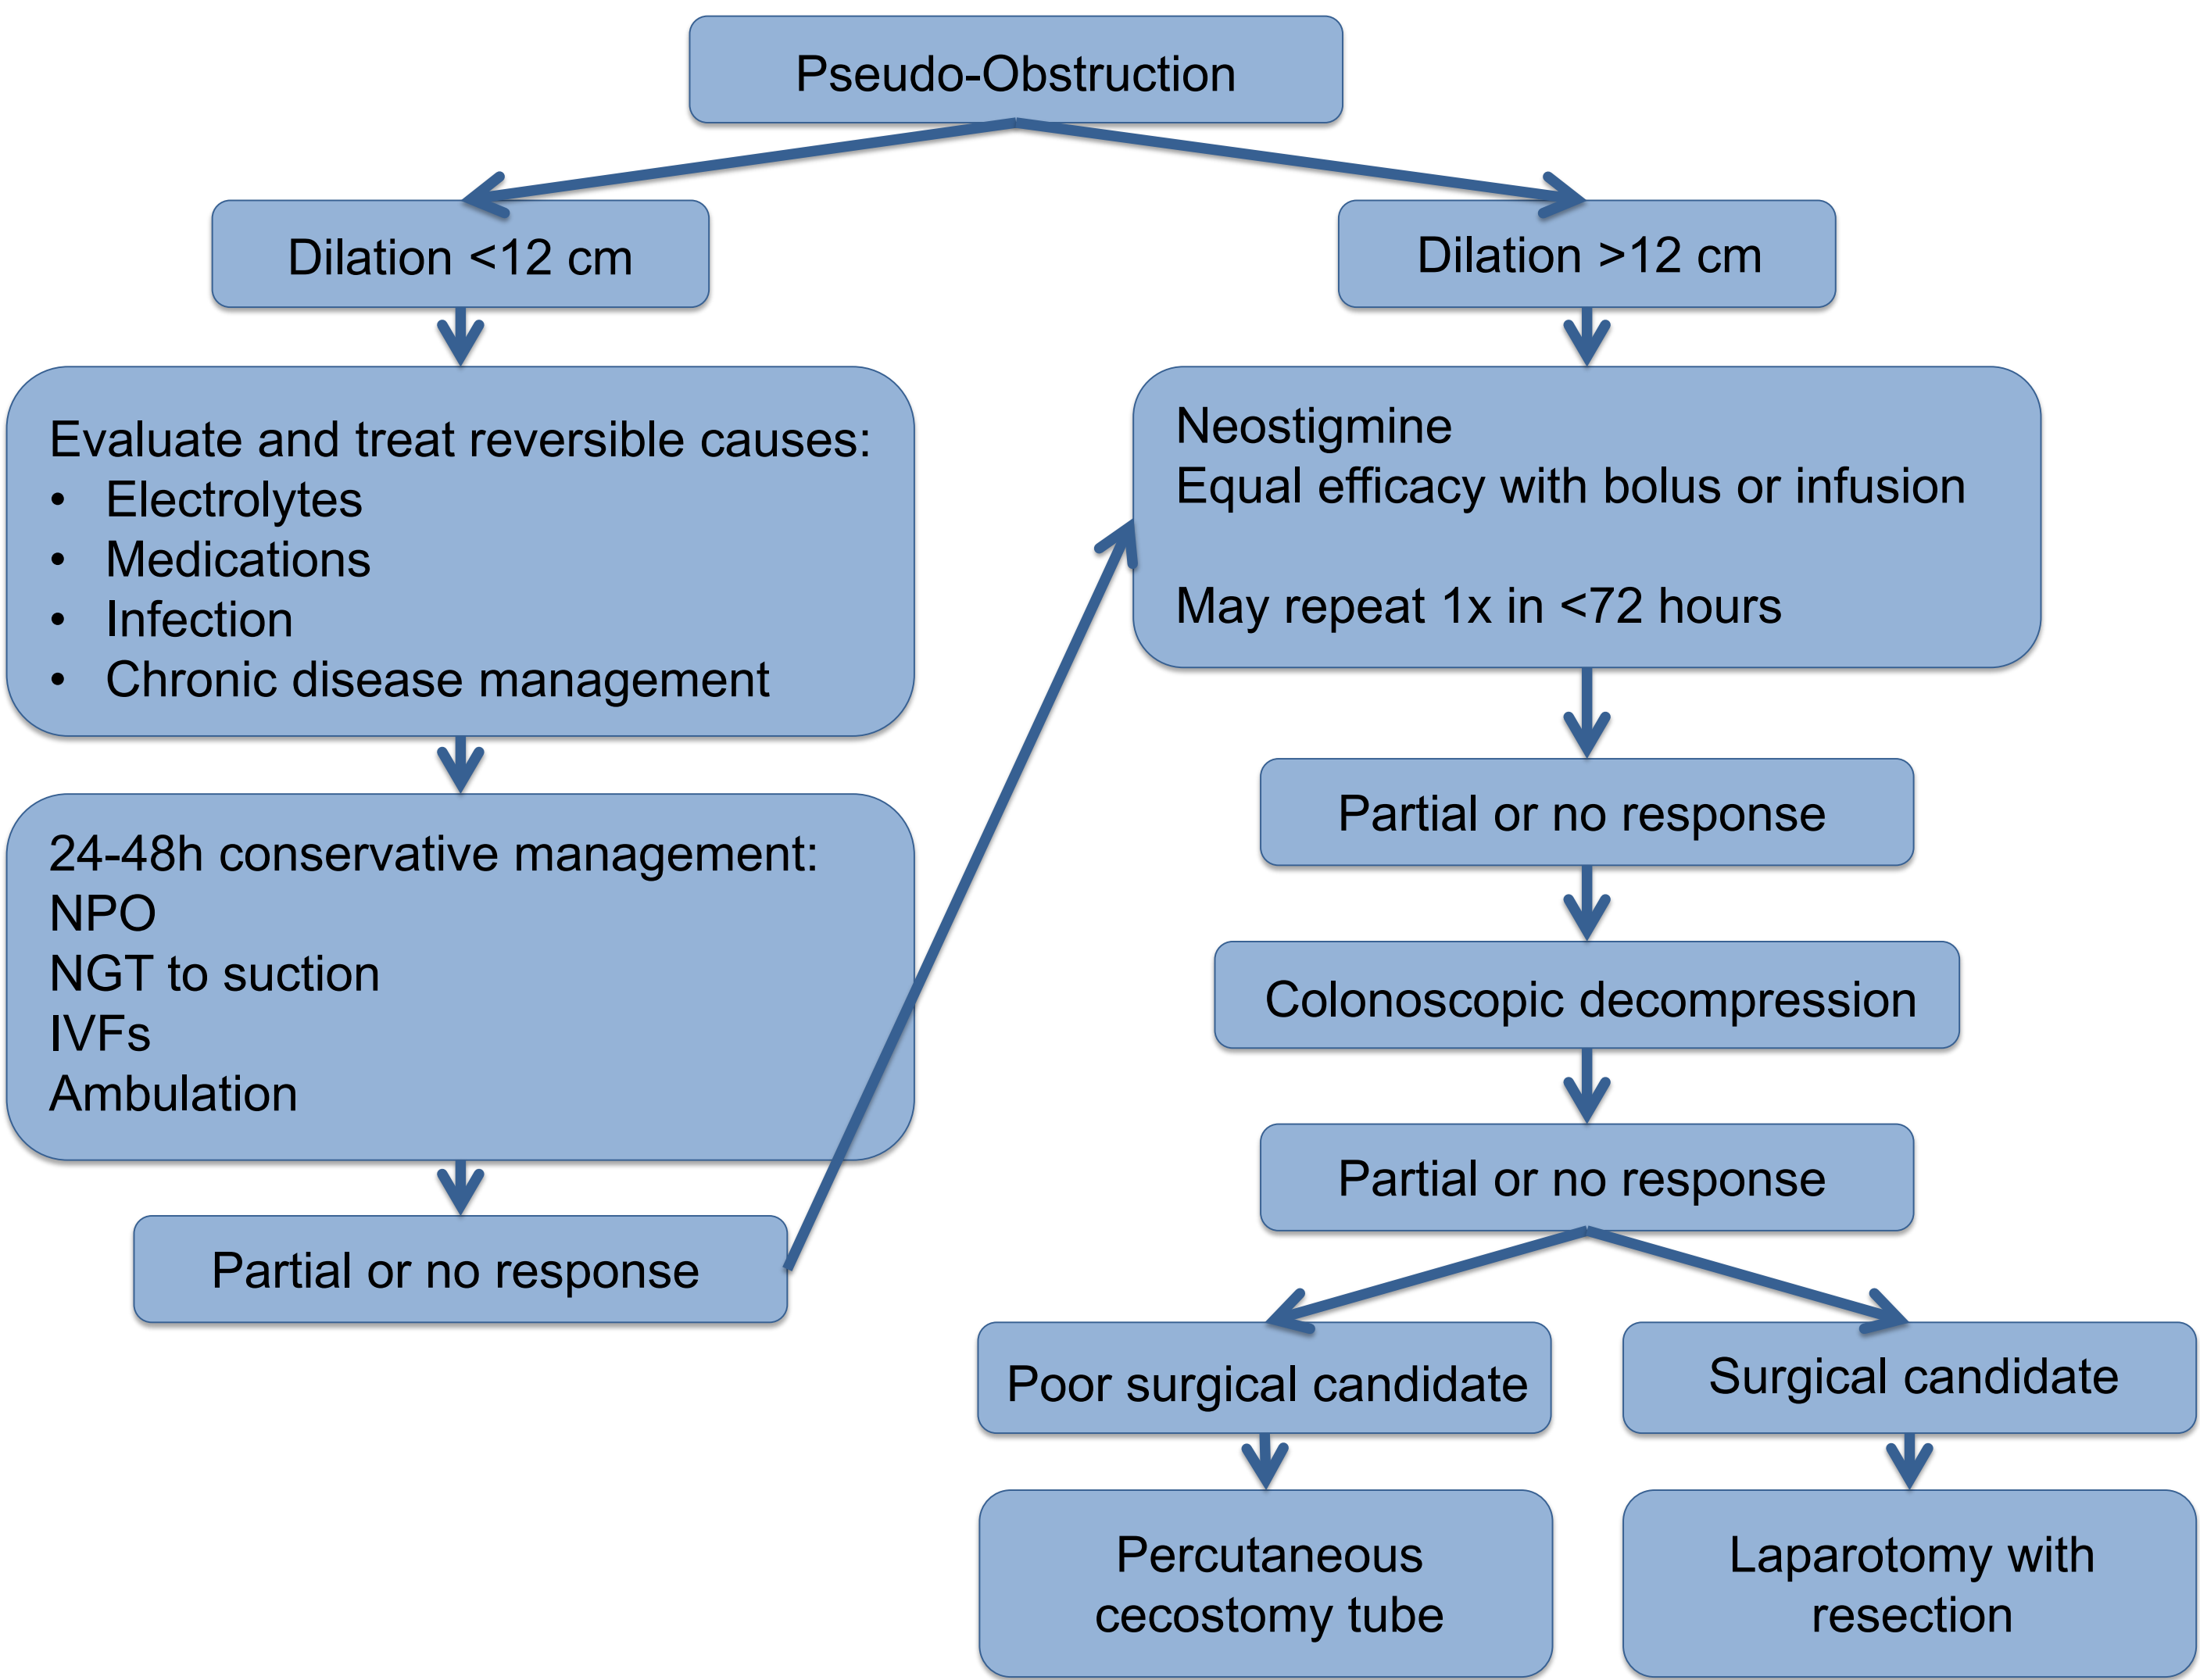 Pseudo-Obstruction
Dilation <12 cm
Dilation >12 cm
Evaluate and treat reversible causes:
• Electrolytes
• Medications
• Infection
• Chronic disease management
Neostigmine
Equal efficacy with bolus or infusion
May repeat 1x in <72 hours
24-48h conservative management:
NPO
NGT to suction
IVFs
Ambulation
Partial or no response
Partial or no response
Colonoscopic decompression
Partial or no response
Poor surgical candidate
Surgical candidate
Percutaneous
cecostomy tube
Laparotomy with
resection